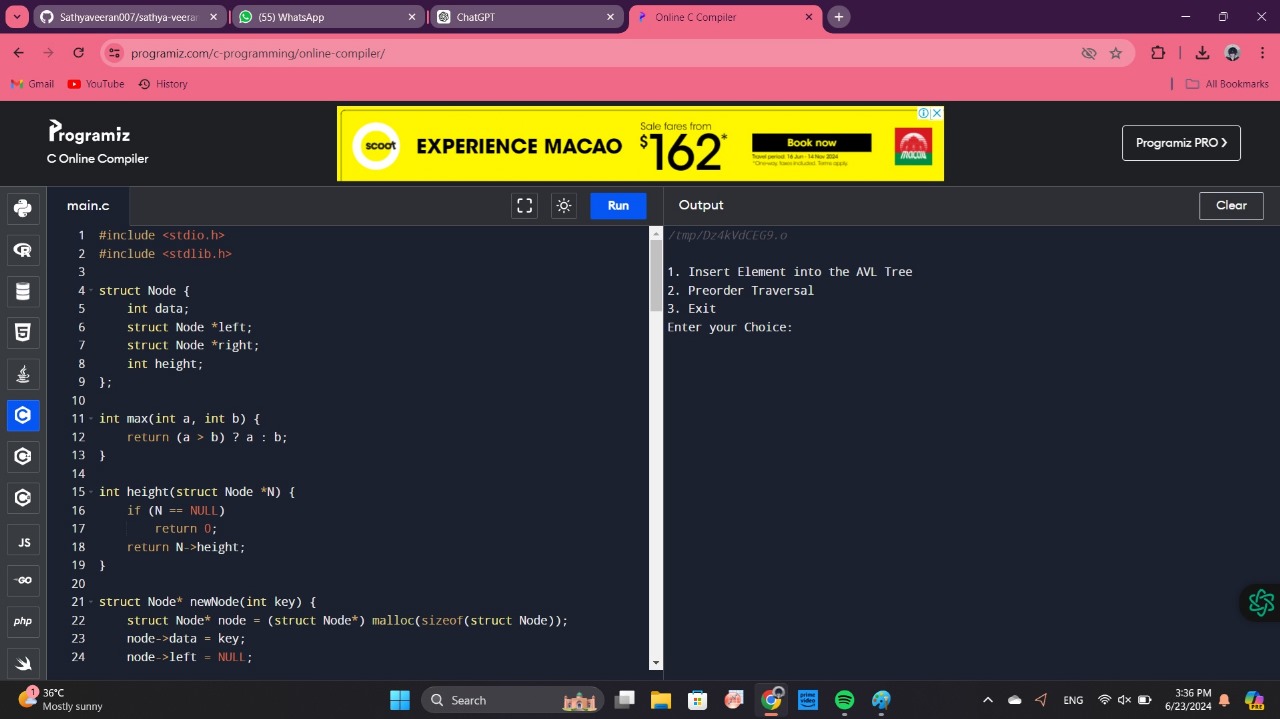 Sathyaveeran007/sathya-veerar
(55) WhatsApp
ChatGPT
Online C Compiler
programiz.com/c-programming/online-compiler/
Gmail
YouTube
History
All Bookmarks
Programiz
C Online Compiler
scoot
EXPERIENCE MACAO
Sale fares from
$162*
Book now
Travel period: 16 Jun - 14 Nov 2024
*One-way, taxes included. Terms apply.
Programiz PRO
main.c
Run
Output
Clear
1 #include <stdio.h>
2 #include <stdlib.h>
3
4 struct Node {
5 int data;
6 struct Node *left;
7 struct Node *right;
8 int height;
9 };
10
11 int max(int a, int b) {
12 return (a > b) ? a : b;
13 }
14
15 int height(struct Node *N) {
16 if (N == NULL)
17 return 0;
18 return N->height;
19 }
20
21 struct Node* newNode(int key) {
22 struct Node* node = (struct Node*) malloc(sizeof(struct Node));
23 node->data = key;
24 node->left = NULL;
/tmp/Dz4kVdCEG9.o
1. Insert Element into the AVL Tree
2. Preorder Traversal
3. Exit
Enter your Choice:
JS
GO
php
1
36°C
Mostly sunny
Search
prime video
ENG
3:36 PM
6/23/2024